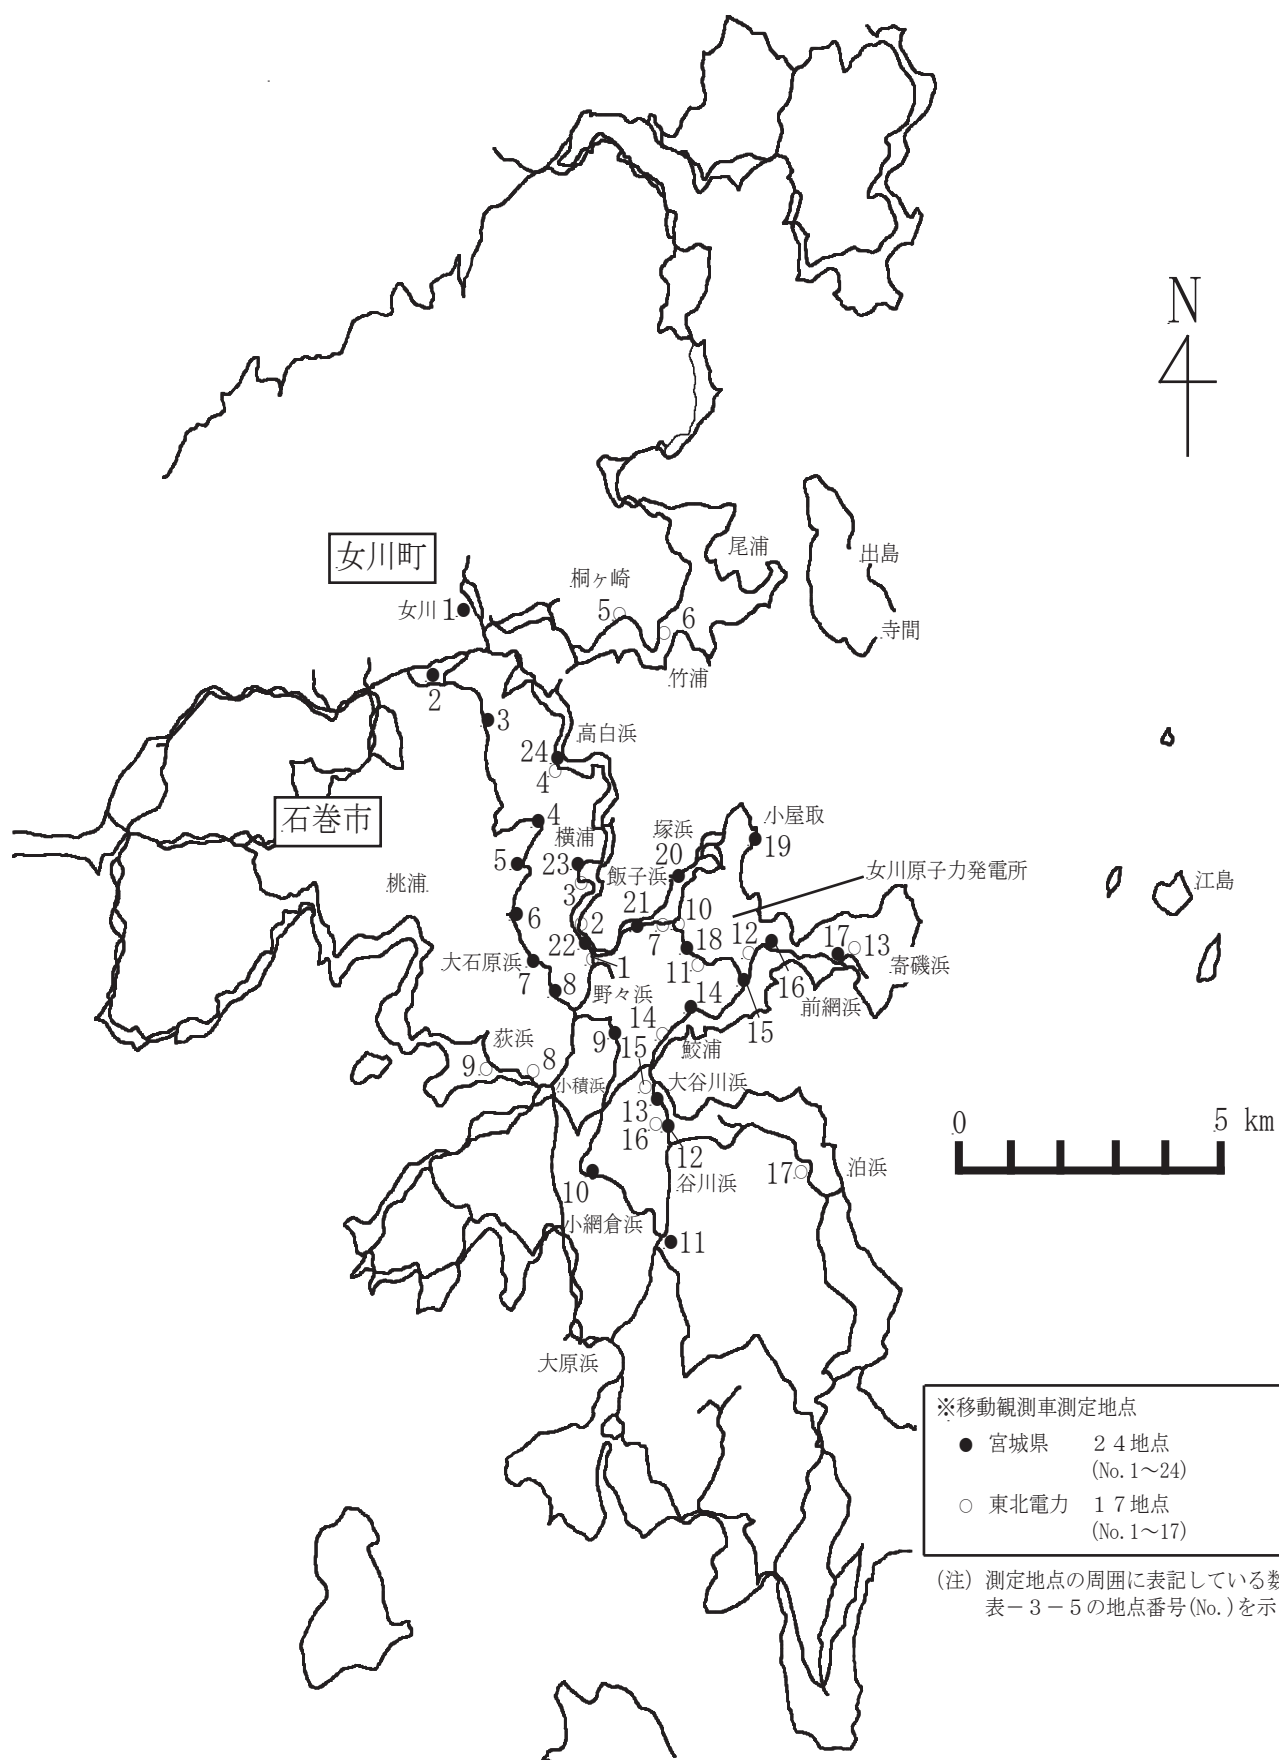 N
女川町
尾浦
出島
桐ヶ崎
女川 1
5
6
寺間
竹浦
2
3
高白浜
24
4
石巻市
4
小屋取
横浦
塚浜
19
5
23
20
飯子浜
女川原子力発電所
桃浦
3
江島
6
21
10
2
7
18
12
17
13
22
大石原浜
1
11
寄磯浜
7
8
野々浜
14
16
前網浜
15
荻浜
9
14
鮫浦
15
9
8
小積浜
大谷川浜
13
16
0
5 km
12
17
泊浜
10
谷川浜
小網倉浜
11
大原浜
※移動観測車測定地点
● 宮城県 ２４地点
(No.1～24)
○ 東北電力 １７地点
(No.1～17)
(注) 測定地点の周囲に表記している数
表－３－５の地点番号(No.)を示